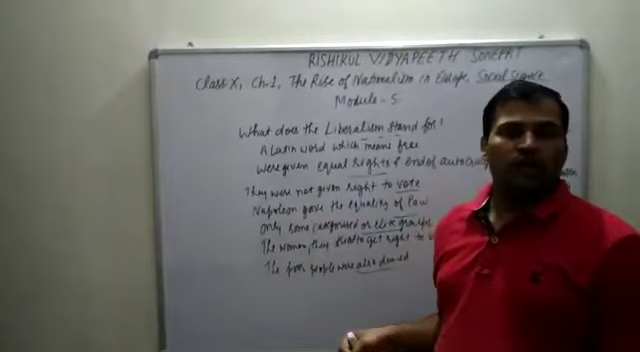 RISHIKUL VIDYAPEETH SONEPAT
Class X, Ch-1, The Rise of Nationalism in Europe, Social Science
Module - 5
What does the Liberalism stand for?
A Latin word which means free
were given equal Rights & end of autocracy
They were not given right to vote
Napoleon gave the equality of law
Only some categorised or elite groups
The women, they had to get right to
The poor people were also denied